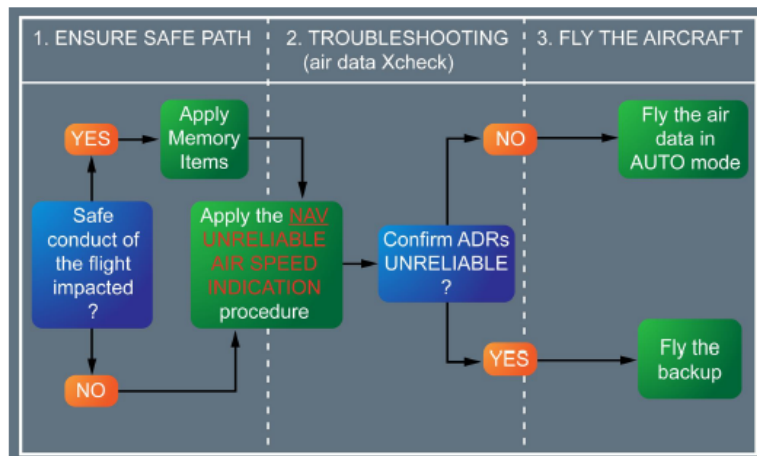 1. ENSURE SAFE PATH
2. TROUBLESHOOTING
(air data Xcheck)
3. FLY THE AIRCRAFT
YES
Apply
Memory
Items
Safe
conduct of
the flight
impacted
?
NO
Apply the NAV
UNRELIABLE
AIR SPEED
INDICATION
procedure
Confirm ADRs
UNRELIABLE
?
NO
Fly the air
data in
AUTO mode
YES
Fly the
backup